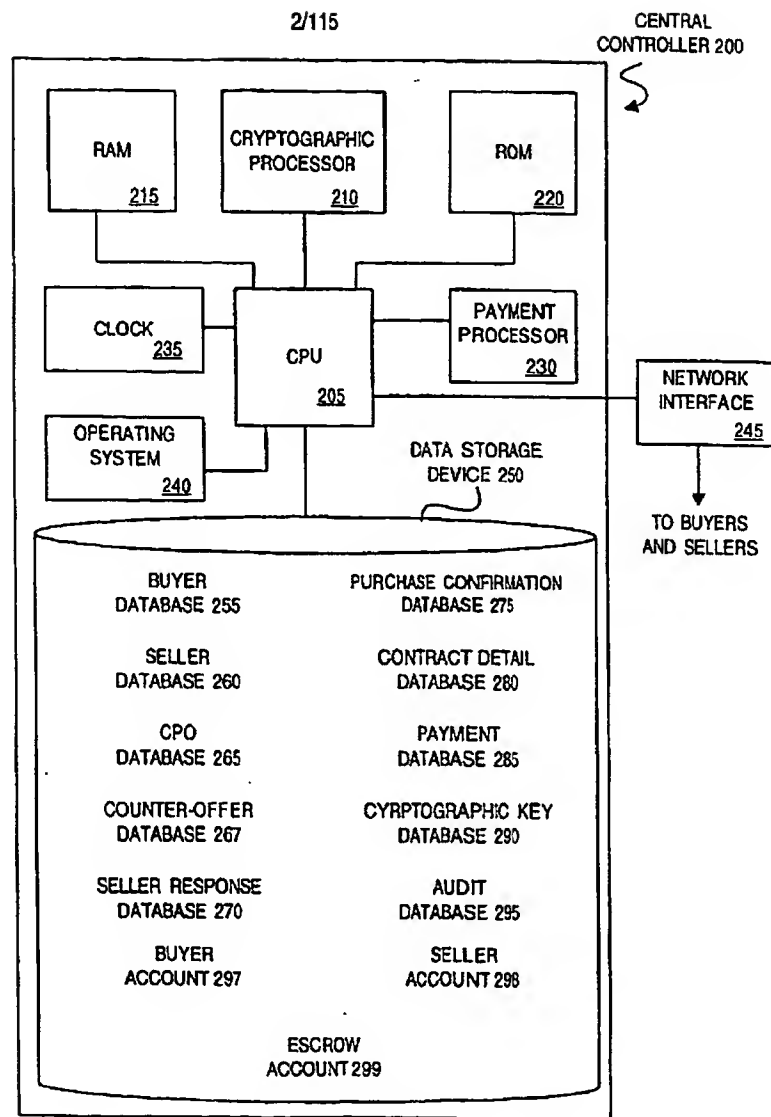 2/115
CENTRAL
CONTROLLER 200
RAM
215
CRYPTOGRAPHIC
PROCESSOR
210
ROM
220
CLOCK
235
CPU
205
PAYMENT
PROCESSOR
230
NETWORK
INTERFACE
245
OPERATING
SYSTEM
240
DATA STORAGE
DEVICE 250
TO BUYERS
AND SELLERS
BUYER
DATABASE 255
PURCHASE CONFIRMATION
DATABASE 275
SELLER
DATABASE 260
CONTRACT DETAIL
DATABASE 280
CPO
DATABASE 265
PAYMENT
DATABASE 285
COUNTER-OFFER
DATABASE 267
CYRPTOGRAPHIC KEY
DATABASE 290
SELLER RESPONSE
DATABASE 270
AUDIT
DATABASE 295
BUYER
ACCOUNT 297
SELLER
ACCOUNT 298
ESCROW
ACCOUNT 299